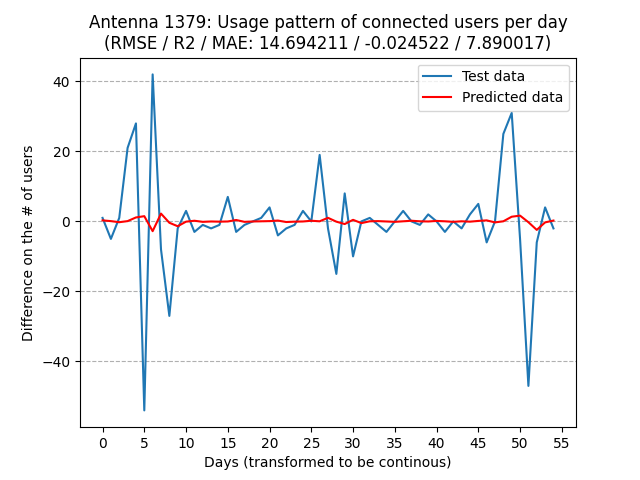 Antenna 1379: Usage pattern of connected users per day
(RMSE / R2 / MAE: 14.694211 / -0.024522 / 7.890017)
Test data
Predicted data
Difference on the # of users
40
20
0
−20
−40
0 5 10 15 20 25 30 35 40 45 50 55
Days (transformed to be continous)